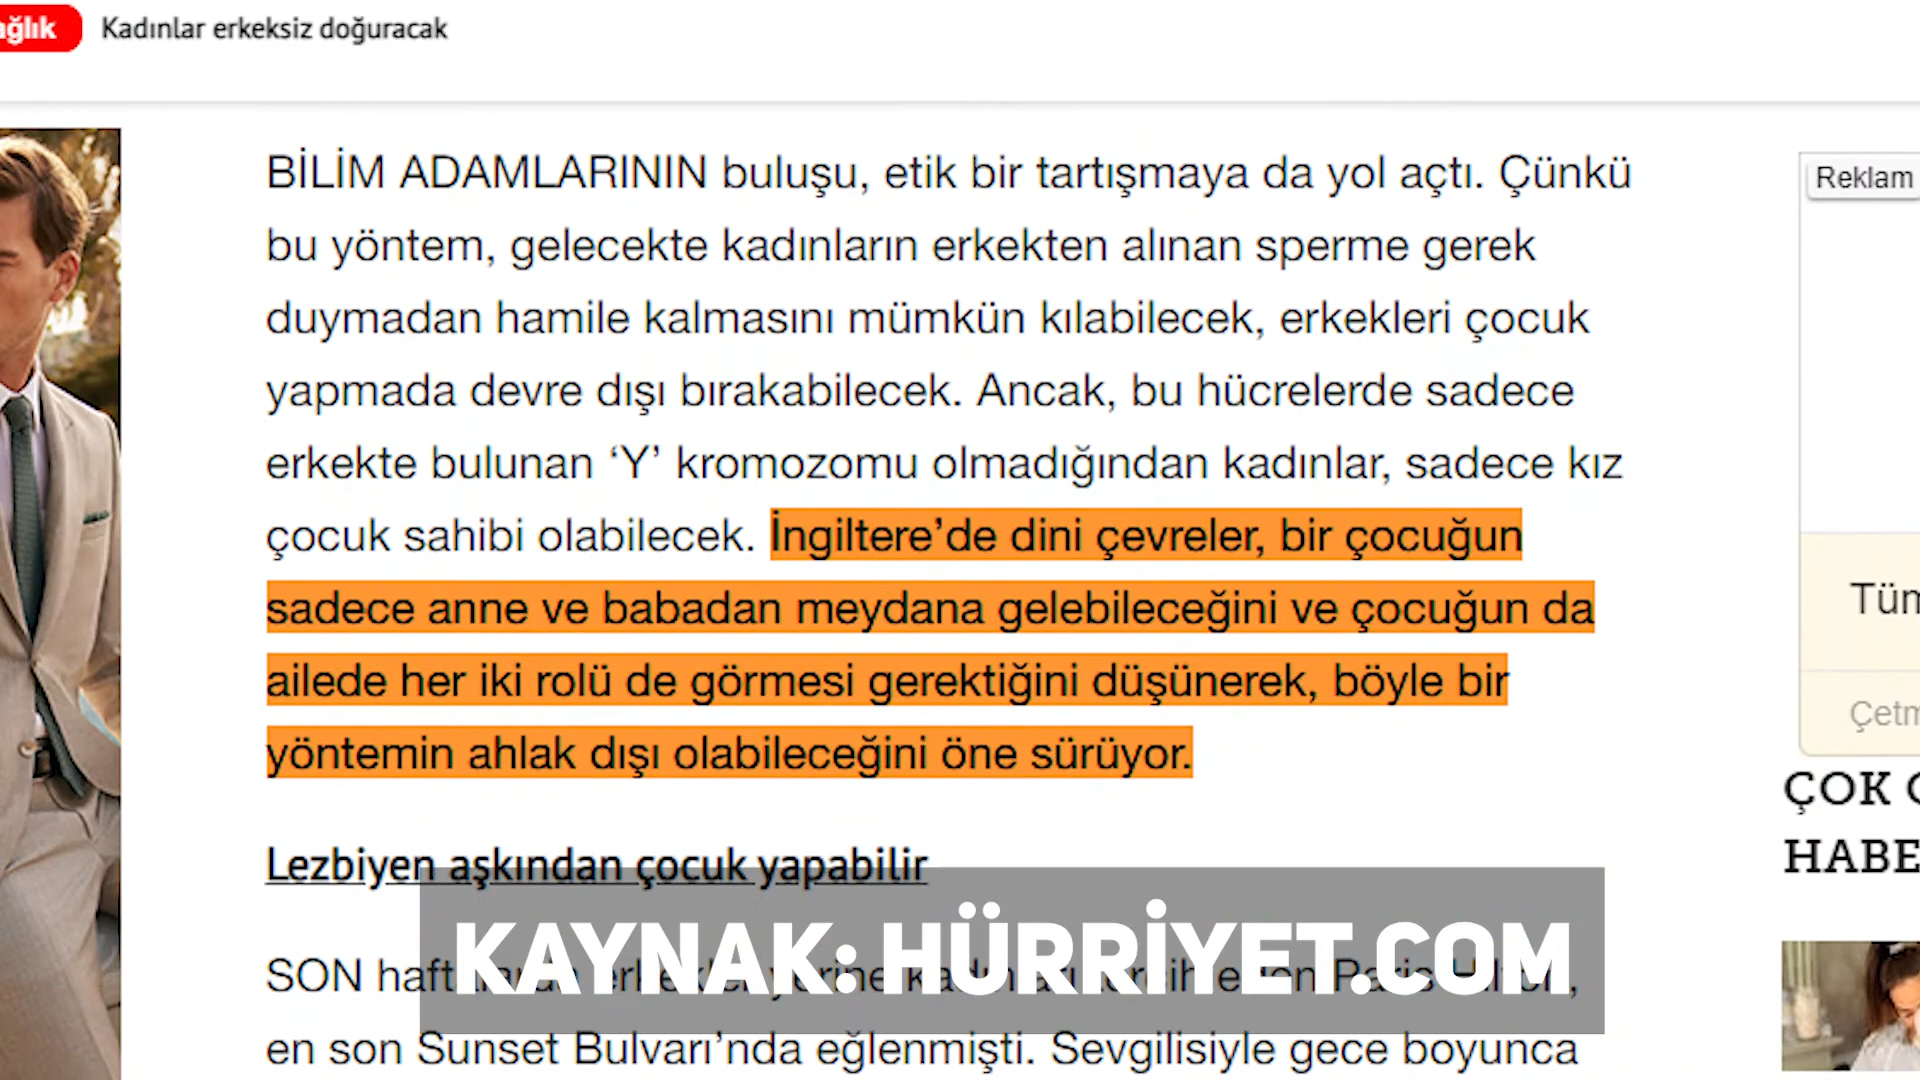 ağlık Kadınlar erkeksiz doğuracak
BİLİM ADAMLARININ buluşu, etik bir tartışmaya da yol açtı. Çünkü
bu yöntem, gelecekte kadınların erkekten alınan sperme gerek
duymadan hamile kalmasını mümkün kılabilecek, erkekleri çocuk
yapmada devre dışı bırakabilecek. Ancak, bu hücrelerde sadece
erkekte bulunan ‘Y’ kromozomu olmadığından kadınlar, sadece kız
çocuk sahibi olabilecek. İngiltere’de dini çevreler, bir çocuğun
sadece anne ve babadan meydana gelebileceğini ve çocuğun da
ailede her iki rolü de görmesi gerektiğini düşünerek, böyle bir
yöntemin ahlak dışı olabileceğini öne sürüyor.
Lezbiyen aşkından çocuk yapabilir
SON
KAYNAK: HÜRRİYET.COM
en son Sunset Bulvarı’nda eğlenmişti. Sevgilisiyle gece boyunca
Reklam
Tüm
Çetm
ÇOK
HABE